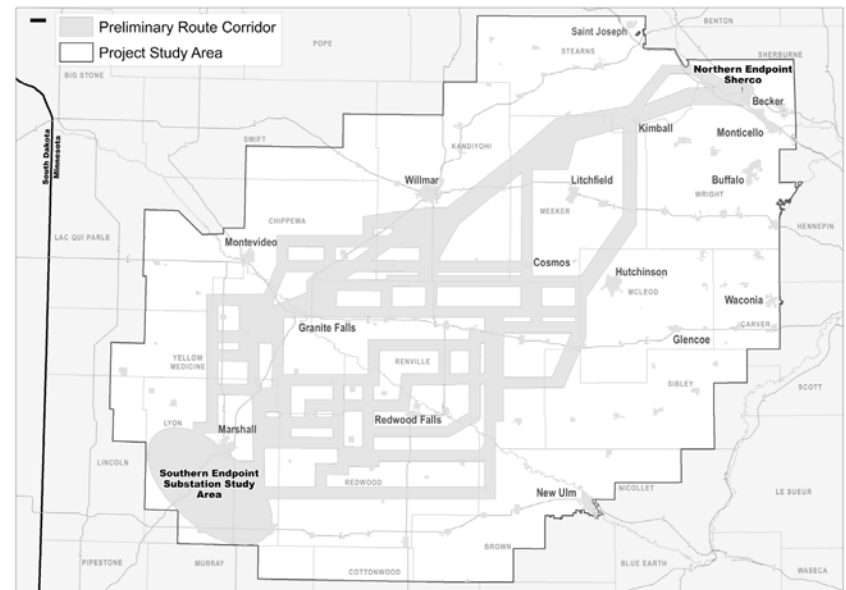 Preliminary Route Corridor
Project Study Area
BENTON
Saint Joseph
POPE
STEARNS
SHERBURNE
BIG STONE
Northern Endpoint
Sherco
Becker
Kimball
Monticello
SWIFT
KANDIYOHI
South Dakota
Minnesota
Willmar
Litchfield
Buffalo
WRIGHT
MEEKER
CHIPPEWA
HENNEPIN
LAC QUI PARLE
Montevideo
Cosmos
Hutchinson
MCLEOD
Waconia
CARVER
Granite Falls
Glencoe
YELLOW
MEDICINE
RENVILLE
SIBLEY
SCOTT
LYON
Marshall
Redwood Falls
LINCOLN
Southern Endpoint
Substation Study
Area
REDWOOD
NICOLLET
New Ulm
LE SUEUR
BROWN
PIPESTONE
MURRAY
COTTONWOOD
BLUE EARTH
WASECA